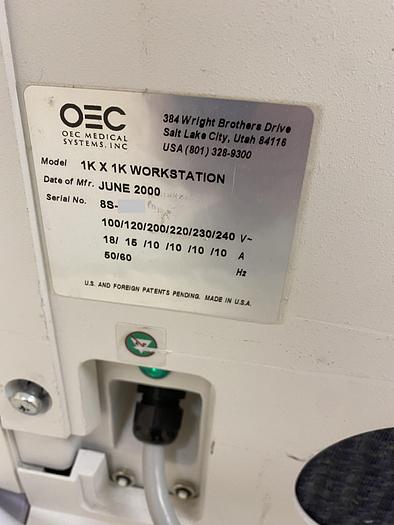 OEC
OEC MEDICAL
SYSTEMS, INC
384 Wright Brothers Drive
Salt Lake City, Utah 84116
USA (801) 328-9300
Model 1K X 1K WORKSTATION
Date of Mfr. JUNE 2000
Serial No. 8S-
100/120/200/220/230/240 V~
18/ 15 /10 /10 /10 /10 A
50/60 Hz
U.S. AND FOREIGN PATENTS PENDING. MADE IN U.S.A.